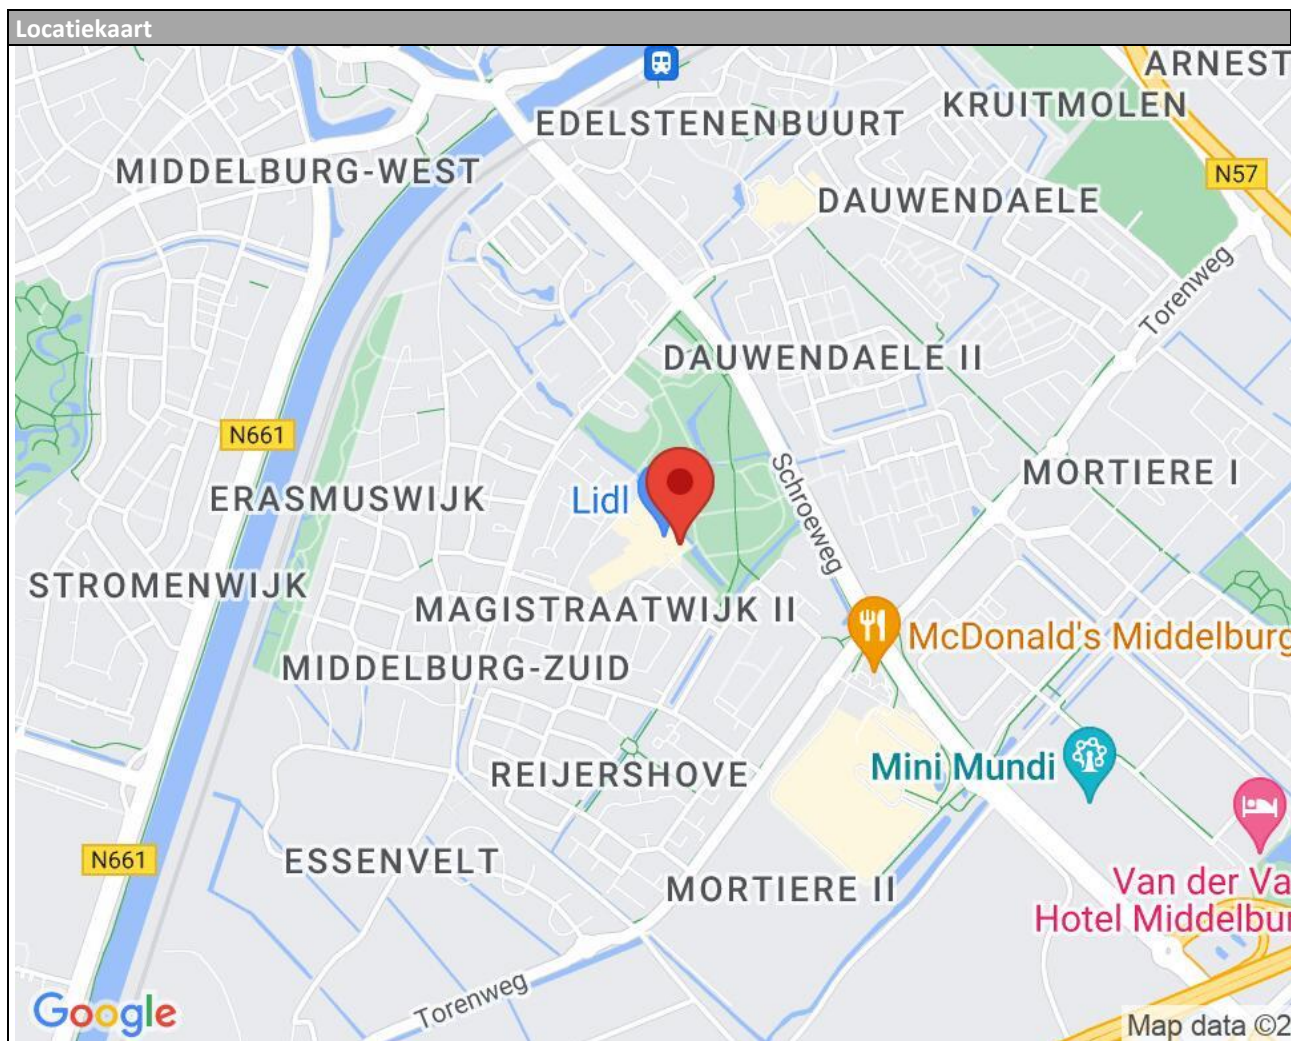 Locatiekaart
ARNEST
KRUITMOLEN
EDELSTENENBUURT
MIDDELBURG-WEST
N57
DAUWENDAELE
Torenweg
DAUWENDAELE II
N661
Schroeweg
MORTIERE I
ERASMUSWIJK
Lidl
STROMENWIJK
MAGISTRAATWIJK II
McDonald's Middelburg
MIDDELBURG-ZUID
Mini Mundi
REIJERSHOVE
N661
ESSENVELT
MORTIERE II
Van der Va
Hotel Middelbur
Torenweg
Google
Map data ©2